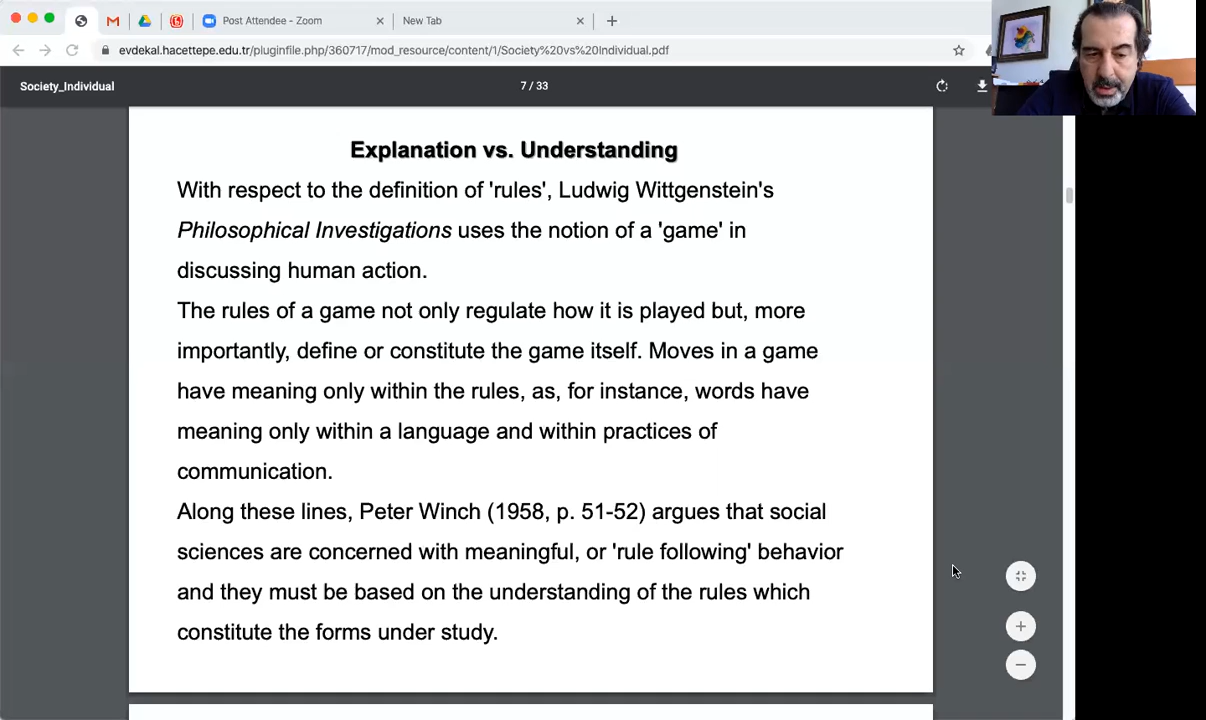 Post Attendee - Zoom
New Tab
evdekal.hacettepe.edu.tr/pluginfile.php/360717/mod_resource/content/1/Society%20vs%20Individual.pdf
Society_Individual
7 / 33
Explanation vs. Understanding
With respect to the definition of 'rules', Ludwig Wittgenstein's
Philosophical Investigations uses the notion of a 'game' in
discussing human action.
The rules of a game not only regulate how it is played but, more
importantly, define or constitute the game itself. Moves in a game
have meaning only within the rules, as, for instance, words have
meaning only within a language and within practices of
communication.
Along these lines, Peter Winch (1958, p. 51-52) argues that social
sciences are concerned with meaningful, or 'rule following' behavior
and they must be based on the understanding of the rules which
constitute the forms under study.